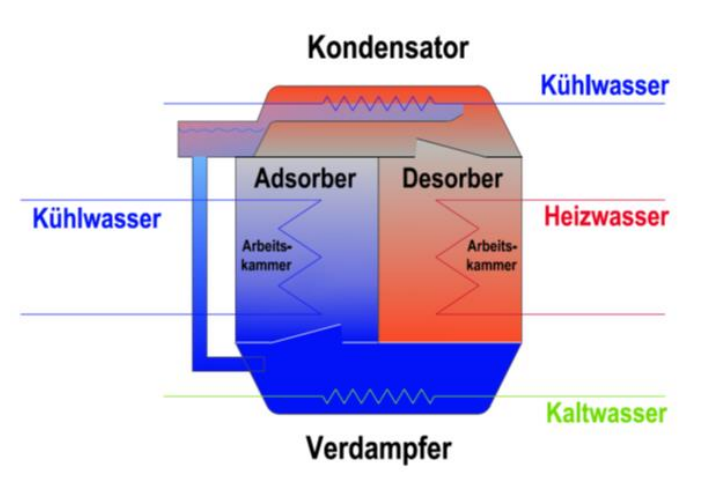 Kondensator
Kühlwasser
Adsorber
Desorber
Kühlwasser
Heizwasser
Arbeits-
kammer
Arbeits-
kammer
Kaltwasser
Verdampfer